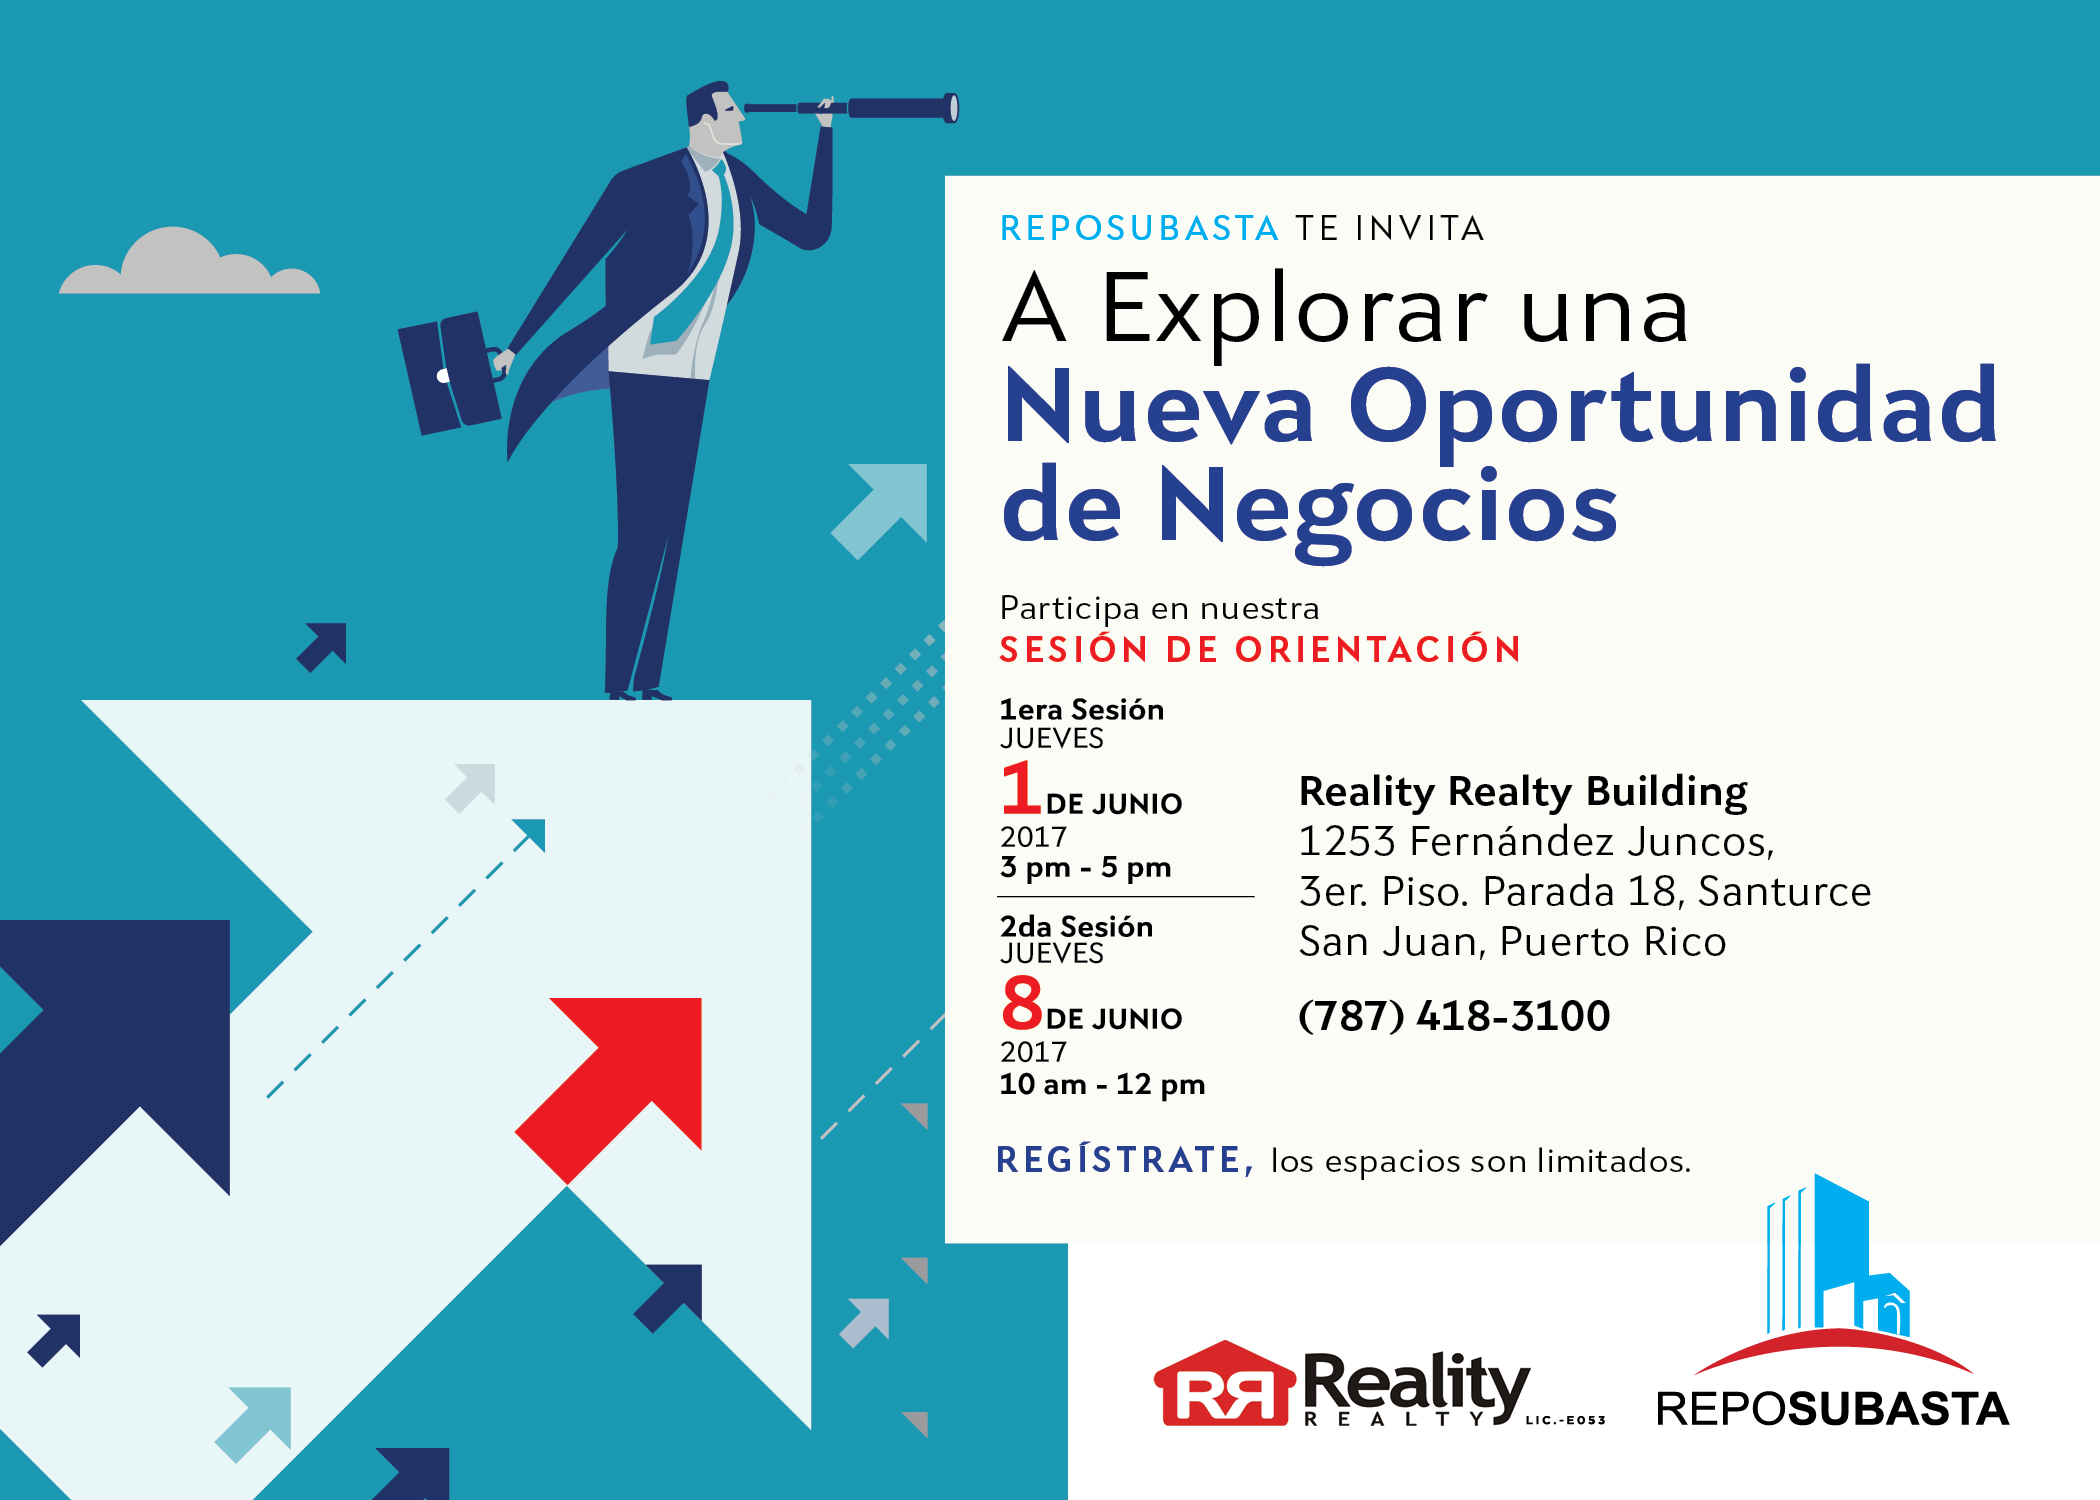 REPOSUBASTA TE INVITA
A Explorar una
Nueva Oportunidad
de Negocios
Participa en nuestra
SESIÓN DE ORIENTACIÓN
1era Sesión
JUEVES
1 DE JUNIO
2017
3 pm - 5 pm
2da Sesión
JUEVES
8 DE JUNIO
2017
10 am - 12 pm
Reality Realty Building
1253 Fernández Juncos,
3er. Piso. Parada 18, Santurce
San Juan, Puerto Rico
(787) 418-3100
REGÍSTRATE, los espacios son limitados.
RR Reality
REALTY LIC.-E053
REPOSUBASTA